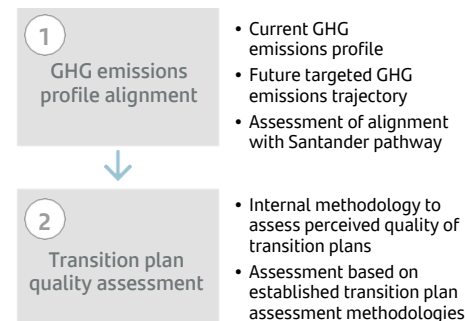 1
GHG emissions
profile alignment
• Current GHG
emissions profile
• Future targeted GHG
emissions trajectory
• Assessment of alignment
with Santander pathway
2
Transition plan
quality assessment
• Internal methodology to
assess perceived quality of
transition plans
• Assessment based on
established transition plan
assessment methodologies